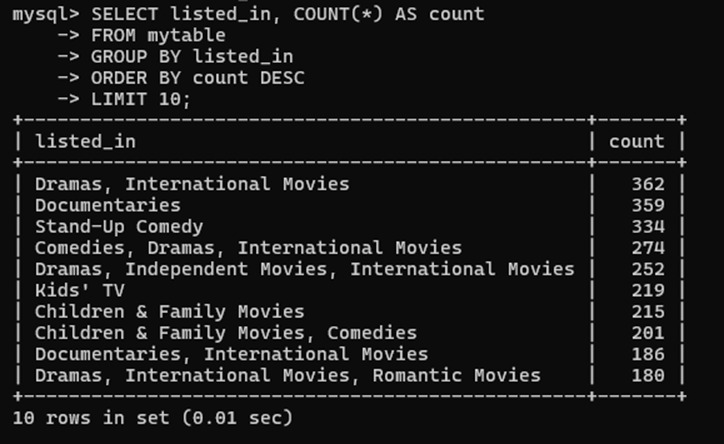 mysql> SELECT listed_in, COUNT(*) AS count
    -> FROM mytable
    -> GROUP BY listed_in
    -> ORDER BY count DESC
    -> LIMIT 10;
+--------------------------------------------------------------+-------+
| listed_in                                                    | count |
+--------------------------------------------------------------+-------+
| Dramas, International Movies                                 |   362 |
| Documentaries                                                |   359 |
| Stand-Up Comedy                                              |   334 |
| Comedies, Dramas, International Movies                       |   274 |
| Dramas, Independent Movies, International Movies             |   252 |
| Kids' TV                                                     |   219 |
| Children & Family Movies                                     |   215 |
| Children & Family Movies, Comedies                           |   201 |
| Documentaries, International Movies                          |   186 |
| Dramas, International Movies, Romantic Movies                |   180 |
+--------------------------------------------------------------+-------+
10 rows in set (0.01 sec)